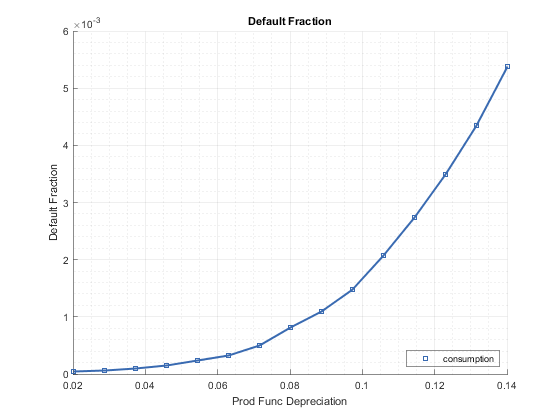 Default Fraction
×10⁻³
6
5
4
3
2
1
0
Default Fraction
0.02 0.04 0.06 0.08 0.1 0.12 0.14
Prod Func Depreciation
consumption